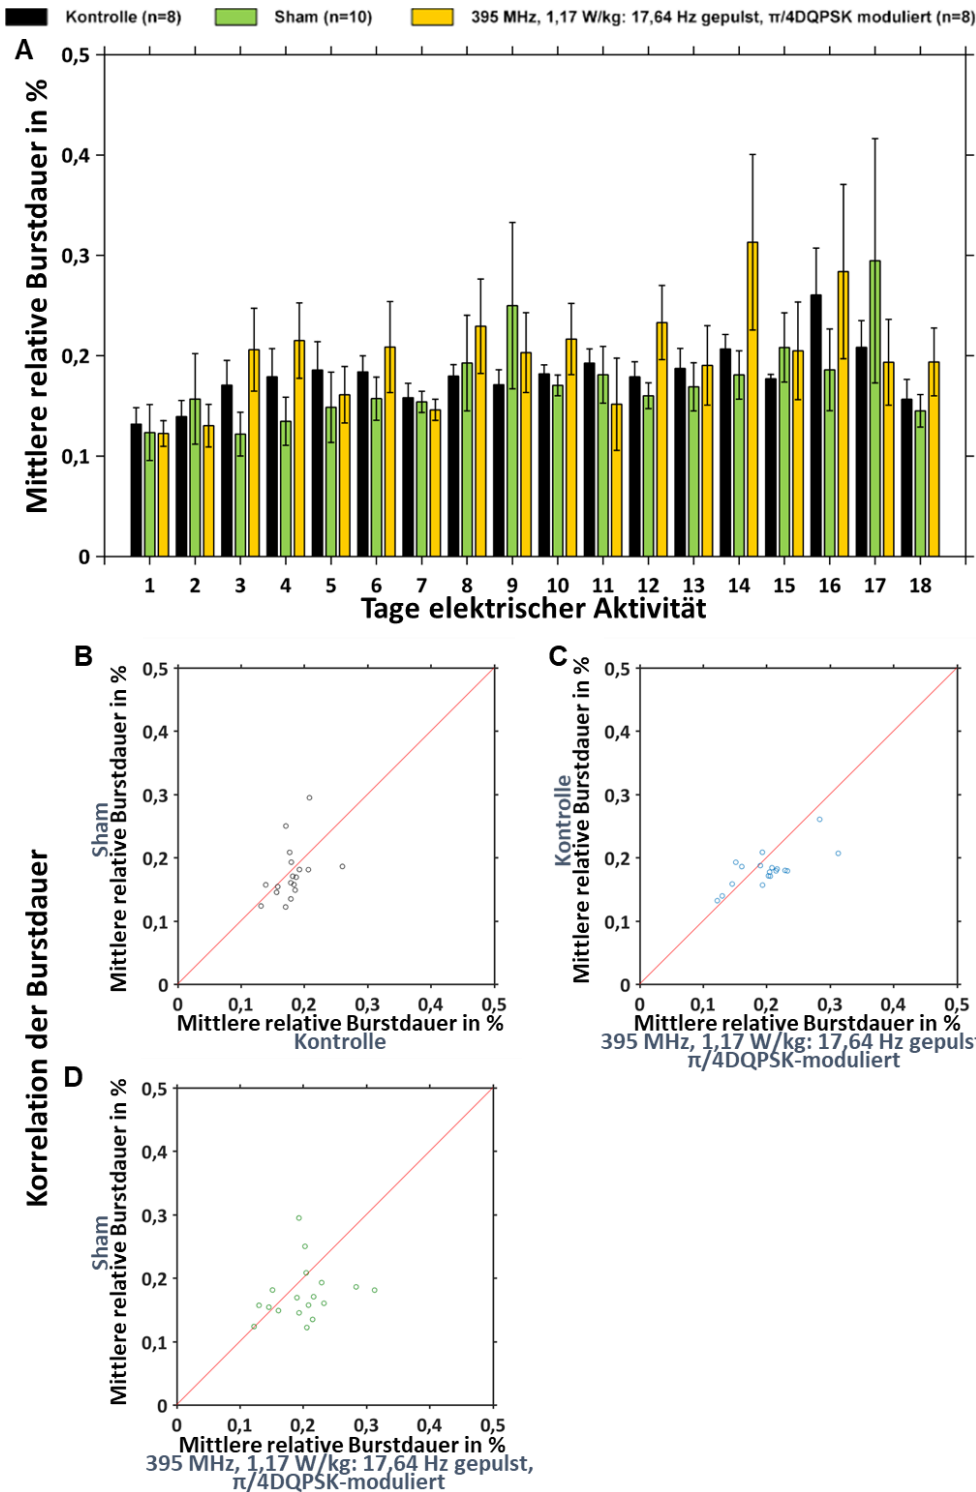 Kontrolle (n=8) Sham (n=10) 395 MHz, 1,17 W/kg: 17,64 Hz gepulst, π/4DQPSK moduliert (n=8)
A
Mittlere relative Burstdauer in %
0,5
0,4
0,3
0,2
0,1
0
1 2 3 4 5 6 7 8 9 10 11 12 13 14 15 16 17 18
Tage elektrischer Aktivität
Korrelation der Burstdauer
B
Sham
Mittlere relative Burstdauer in %
0,5
0,4
0,3
0,2
0,1
0
0 0,1 0,2 0,3 0,4 0,5
Mittlere relative Burstdauer in %
Kontrolle
C
Kontrolle
Mittlere relative Burstdauer in %
0,5
0,4
0,3
0,2
0,1
0
0 0,1 0,2 0,3 0,4 0,5
Mittlere relative Burstdauer in %
395 MHz, 1,17 W/kg: 17,64 Hz gepulst
π/4DQPSK-moduliert
D
Sham
Mittlere relative Burstdauer in %
0,5
0,4
0,3
0,2
0,1
0
0 0,1 0,2 0,3 0,4 0,5
Mittlere relative Burstdauer in %
395 MHz, 1,17 W/kg: 17,64 Hz gepulst,
π/4DQPSK-moduliert